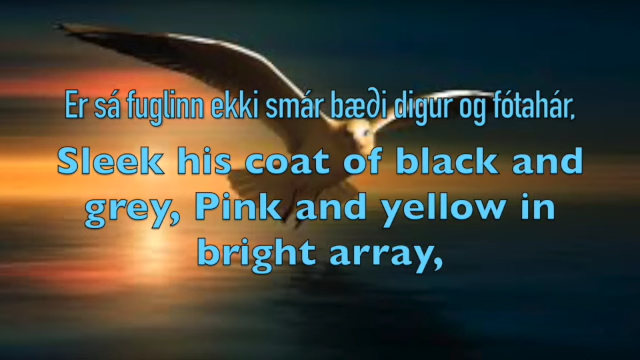 Er sá fuglinn ekki smár bæði digur og fótahár,
Sleek his coat of black and
grey, Pink and yellow in
bright array,